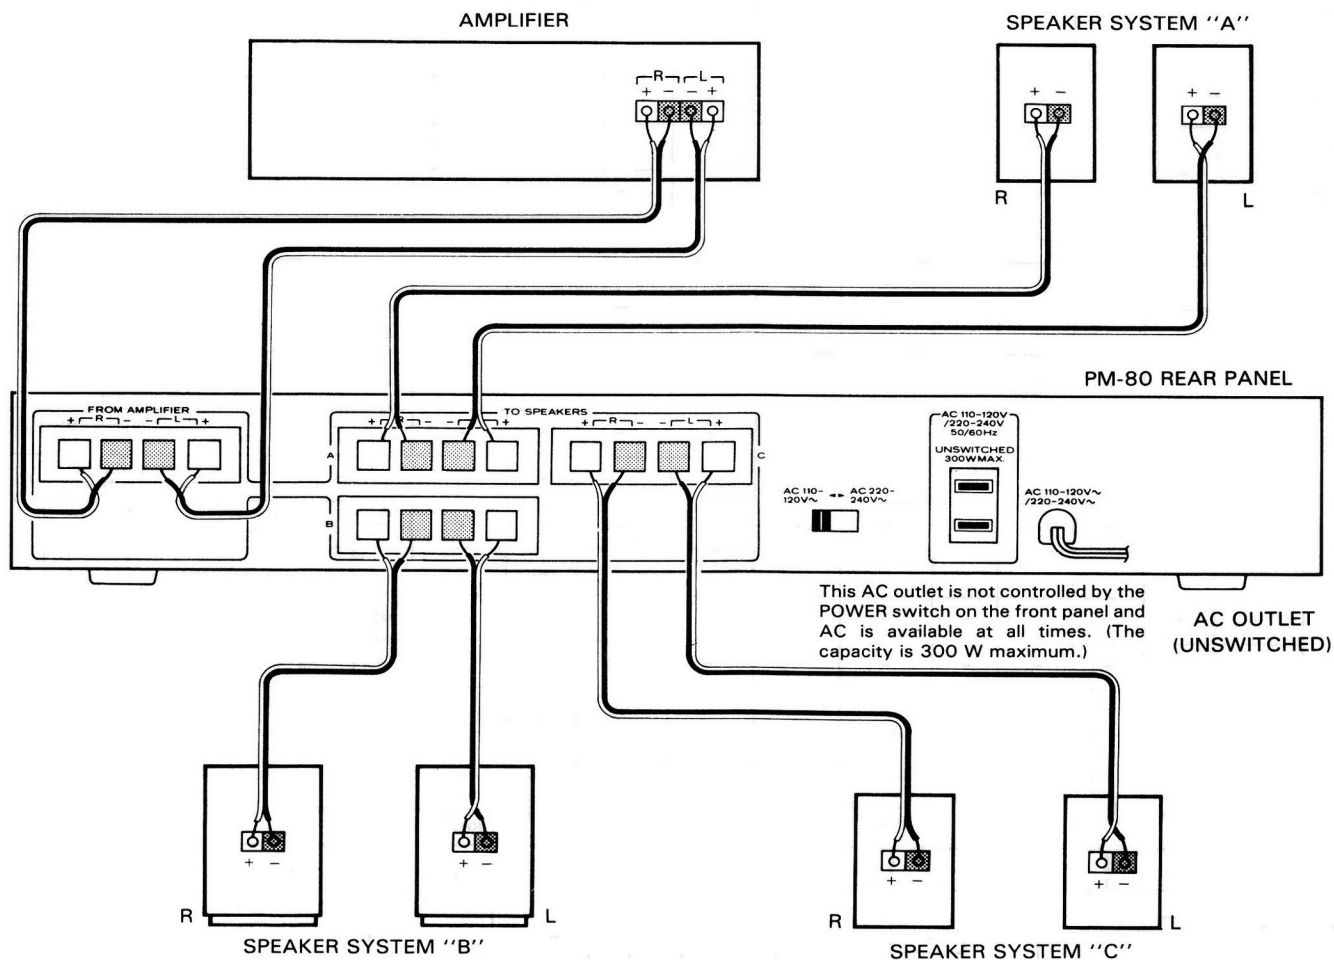 AMPLIFIER
SPEAKER SYSTEM "A"
R L
+ − − +
+ −
+ −
R
L
PM-80 REAR PANEL
FROM AMPLIFIER
+ R − − L +
TO SPEAKERS
+ R − − L +
+ R − − L +
A
C
B
AC 110-120V
/220-240V
50/60Hz
UNSWITCHED
300W MAX.
AC 110-
120V~
AC 220-
240V~
AC 110-120V~
/220-240V~
This AC outlet is not controlled by the
POWER switch on the front panel and
AC is available at all times. (The
capacity is 300 W maximum.)
AC OUTLET
(UNSWITCHED)
+ −
+ −
R
L
SPEAKER SYSTEM "B"
+ −
+ −
R
L
SPEAKER SYSTEM "C"